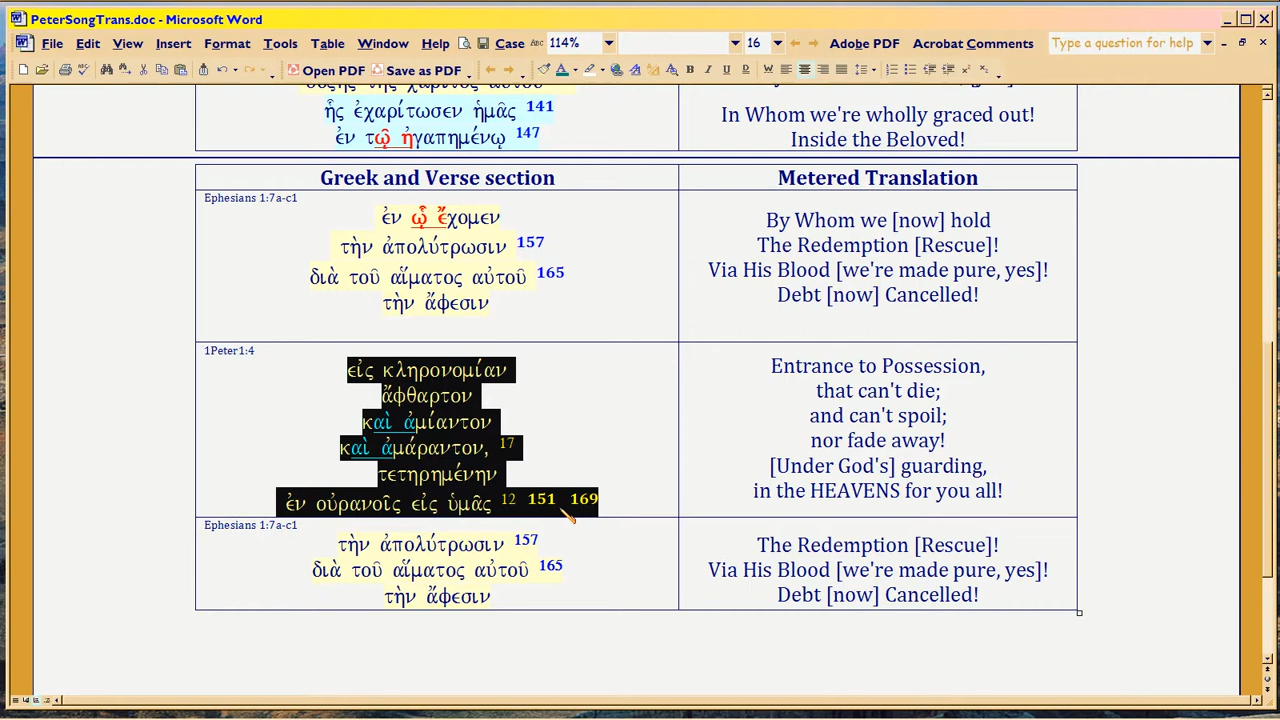 PeterSongTrans.doc - Microsoft Word
File Edit View Insert Format Tools Table Window Help Case 114% 16 Adobe PDF Acrobat Comments Type a question for help
Open PDF Save as PDF
δόξης τῆς χάριτος αὐτοῦ
ἧς ἐχαρίτωσεν ἡμᾶς 141
ἐν τῷ ἠγαπημένῳ 147
In Whom we're wholly graced out!
Inside the Beloved!
Greek and Verse section
Metered Translation
Ephesians 1:7a-c1
ἐν ᾧ ἔχομεν
τὴν ἀπολύτρωσιν 157
διὰ τοῦ αἵματος αὐτοῦ 165
τὴν ἄφεσιν
By Whom we [now] hold
The Redemption [Rescue]!
Via His Blood [we're made pure, yes]!
Debt [now] Cancelled!
1Peter1:4
εἰς κληρονομίαν
ἄφθαρτον
καὶ ἀμίαντον
καὶ ἀμάραντον, 17
τετηρημένην
ἐν οὐρανοῖς εἰς ὑμᾶς 12 151 169
Entrance to Possession,
that can't die;
and can't spoil;
nor fade away!
[Under God's] guarding,
in the HEAVENS for you all!
Ephesians 1:7a-c1
τὴν ἀπολύτρωσιν 157
διὰ τοῦ αἵματος αὐτοῦ 165
τὴν ἄφεσιν
The Redemption [Rescue]!
Via His Blood [we're made pure, yes]!
Debt [now] Cancelled!